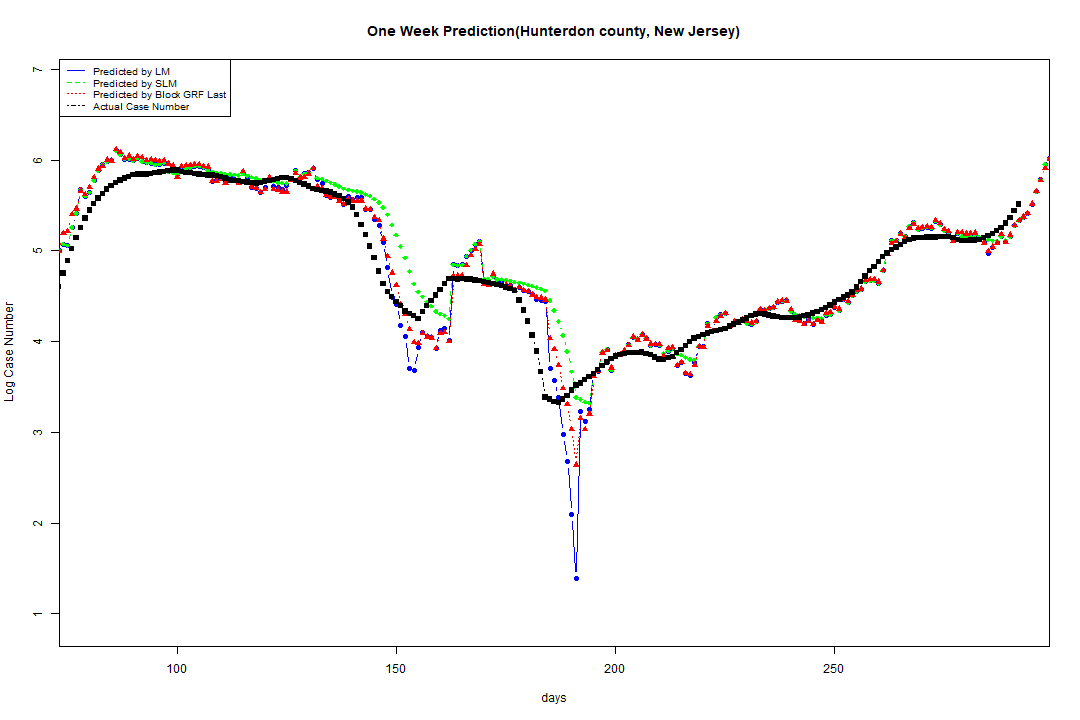 One Week Prediction(Hunterdon county, New Jersey)
Predicted by LM
Predicted by SLM
Predicted by Block GRF Last
Actual Case Number
7
6
5
4
3
2
1
Log Case Number
100 150 200 250
days